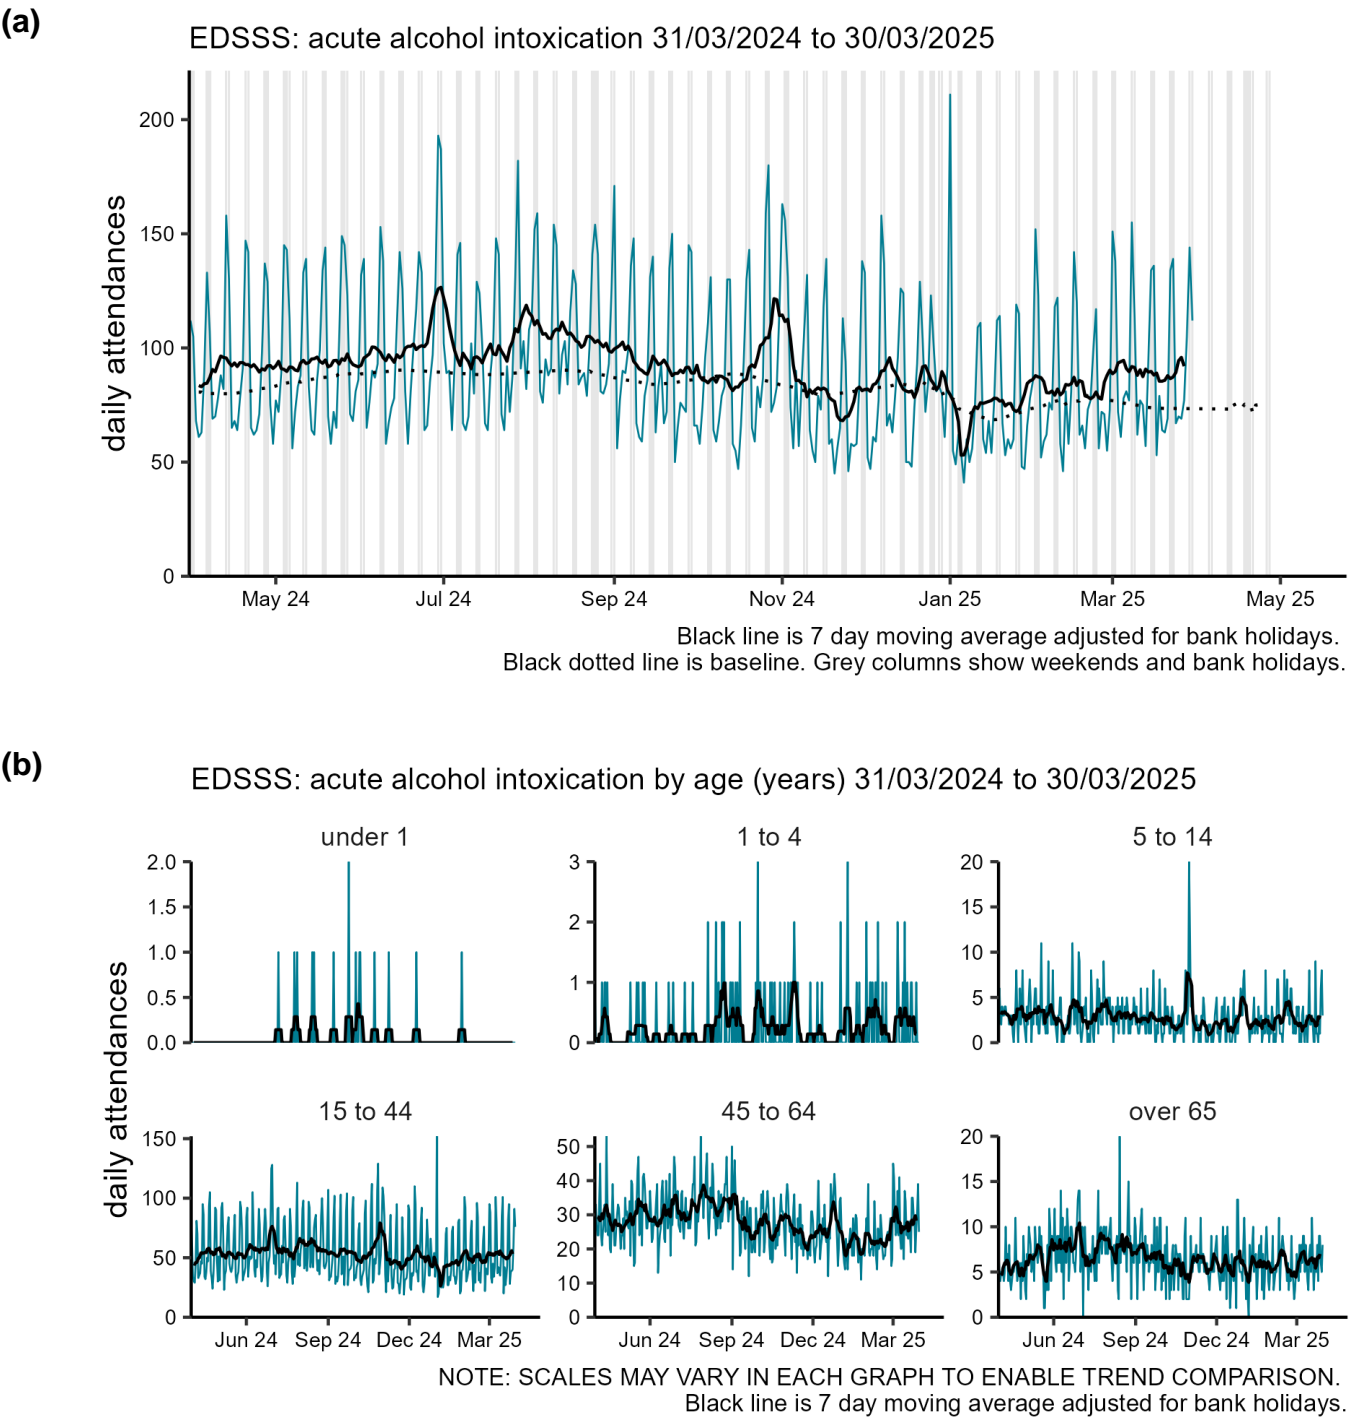 (a)
EDSSS: acute alcohol intoxication 31/03/2024 to 30/03/2025
daily attendances
200
150
100
50
0
May 24
Jul 24
Sep 24
Nov 24
Jan 25
Mar 25
May 25
Black line is 7 day moving average adjusted for bank holidays.
Black dotted line is baseline. Grey columns show weekends and bank holidays.
(b)
EDSSS: acute alcohol intoxication by age (years) 31/03/2024 to 30/03/2025
daily attendances
under 1
2.0
1.5
1.0
0.5
0.0
1 to 4
3
2
1
0
5 to 14
20
15
10
5
0
15 to 44
150
100
50
0
Jun 24
Sep 24
Dec 24
Mar 25
45 to 64
50
40
30
20
10
0
Jun 24
Sep 24
Dec 24
Mar 25
over 65
20
15
10
5
0
Jun 24
Sep 24
Dec 24
Mar 25
NOTE: SCALES MAY VARY IN EACH GRAPH TO ENABLE TREND COMPARISON.
Black line is 7 day moving average adjusted for bank holidays.